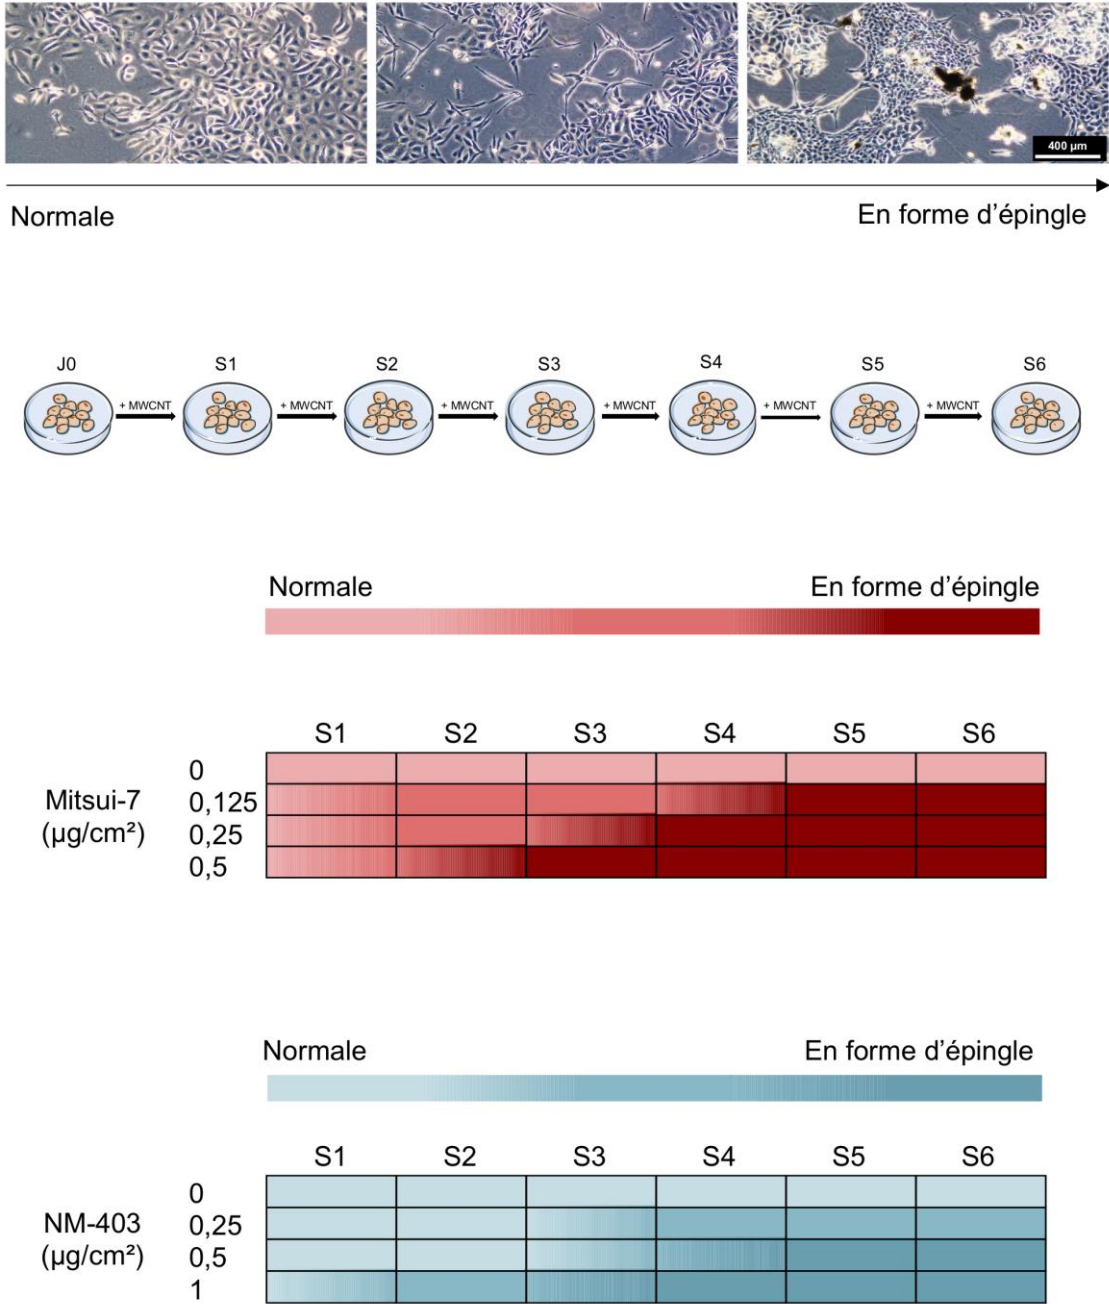 400 µm
Normale En forme d’épingle
J0 S1 S2 S3 S4 S5 S6
+ MWCNT + MWCNT + MWCNT + MWCNT + MWCNT + MWCNT
Normale En forme d’épingle
S1 S2 S3 S4 S5 S6
Mitsui-7
(µg/cm²)
0
0,125
0,25
0,5
Normale En forme d’épingle
S1 S2 S3 S4 S5 S6
NM-403
(µg/cm²)
0
0,25
0,5
1